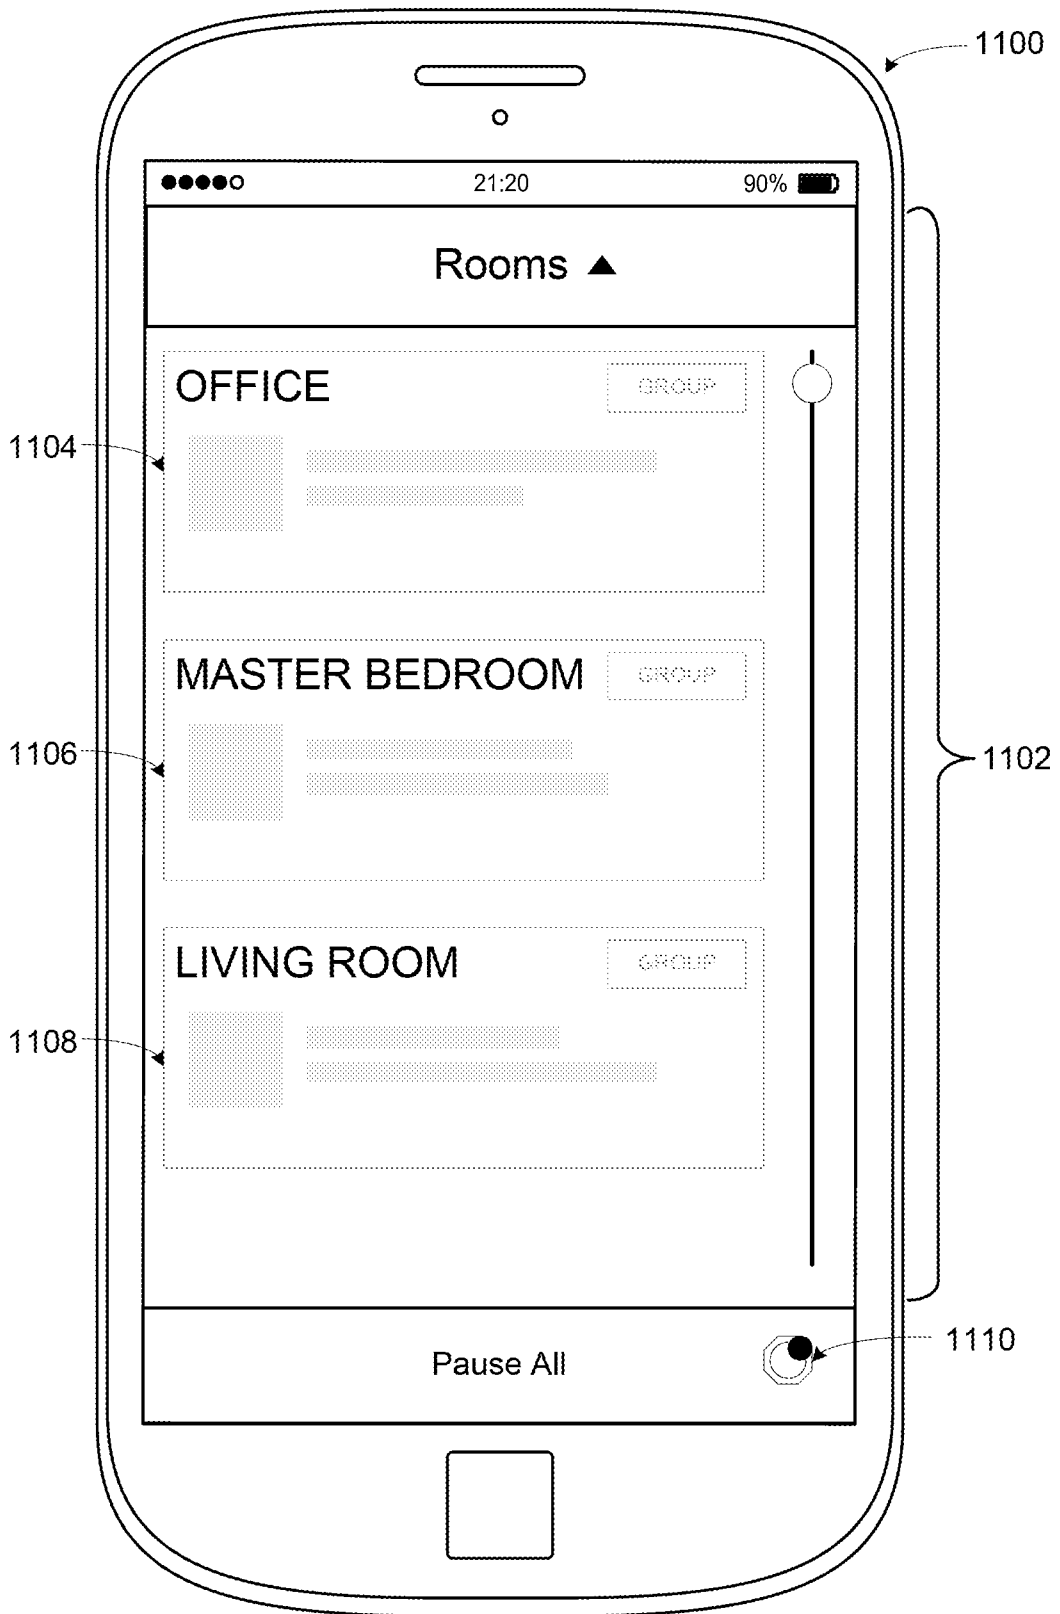 1100
21:20 90%
Rooms
OFFICE GROUP
1104
MASTER BEDROOM GROUP
1106
1102
LIVING ROOM GROUP
1108
1110
Pause All